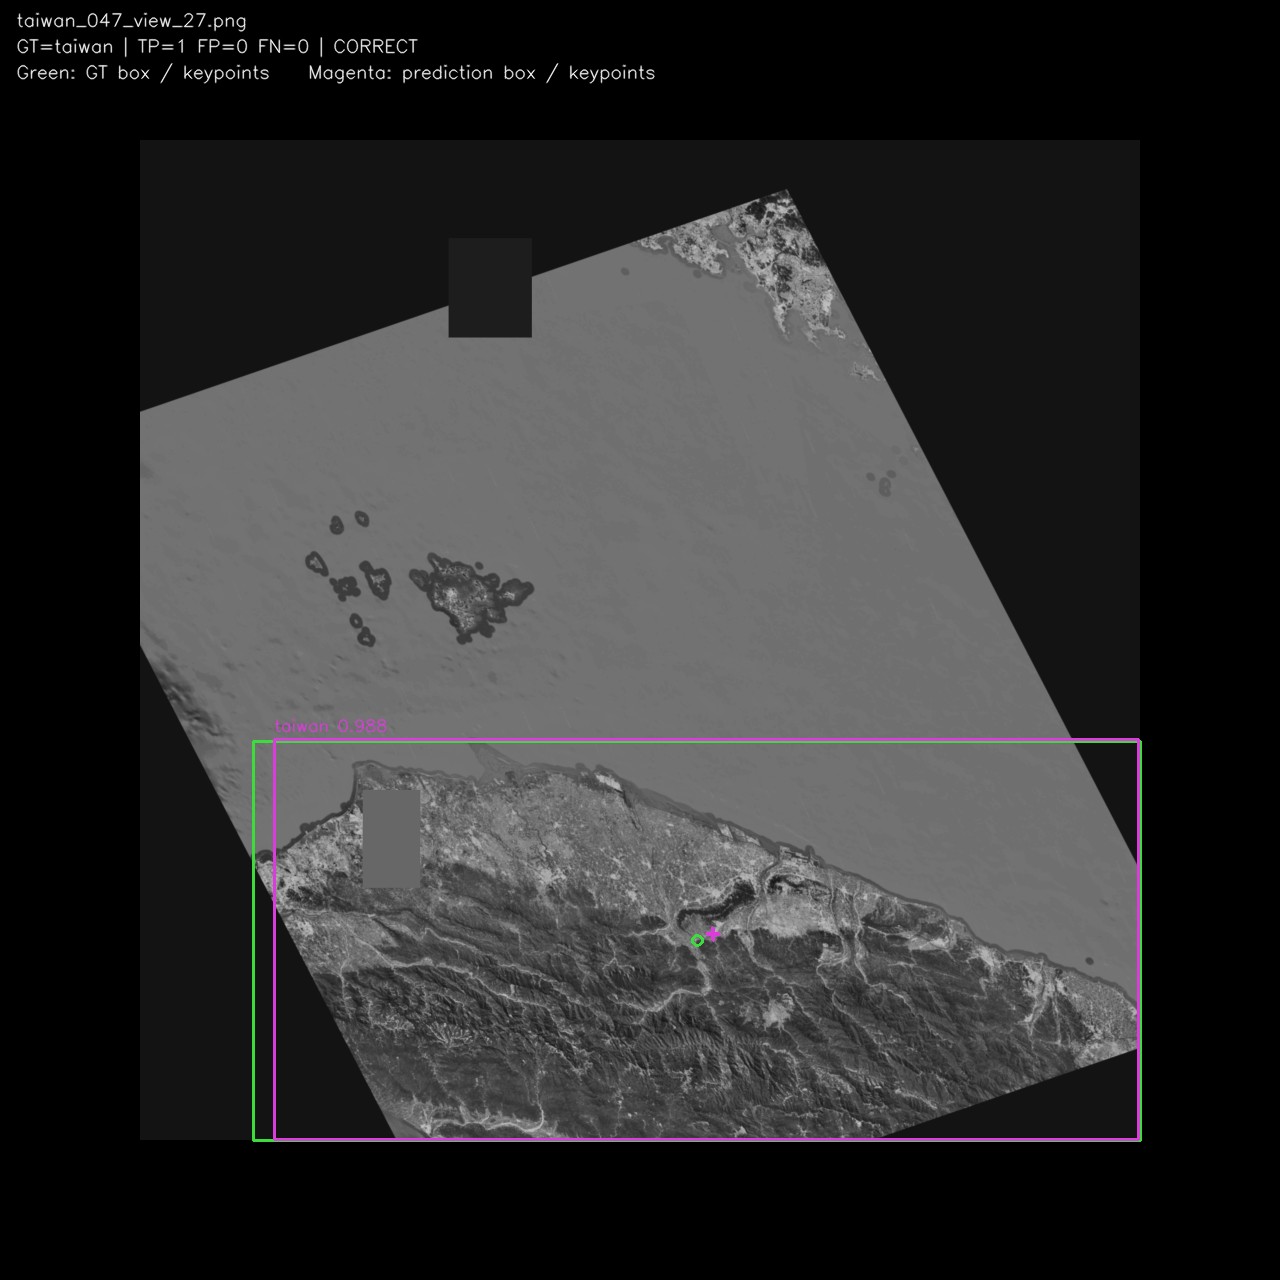 taiwan_047_view_27.png
GT=taiwan | TP=1 FP=0 FN=0 | CORRECT
Green: GT box / keypoints Magenta: prediction box / keypoints
taiwan 0.988